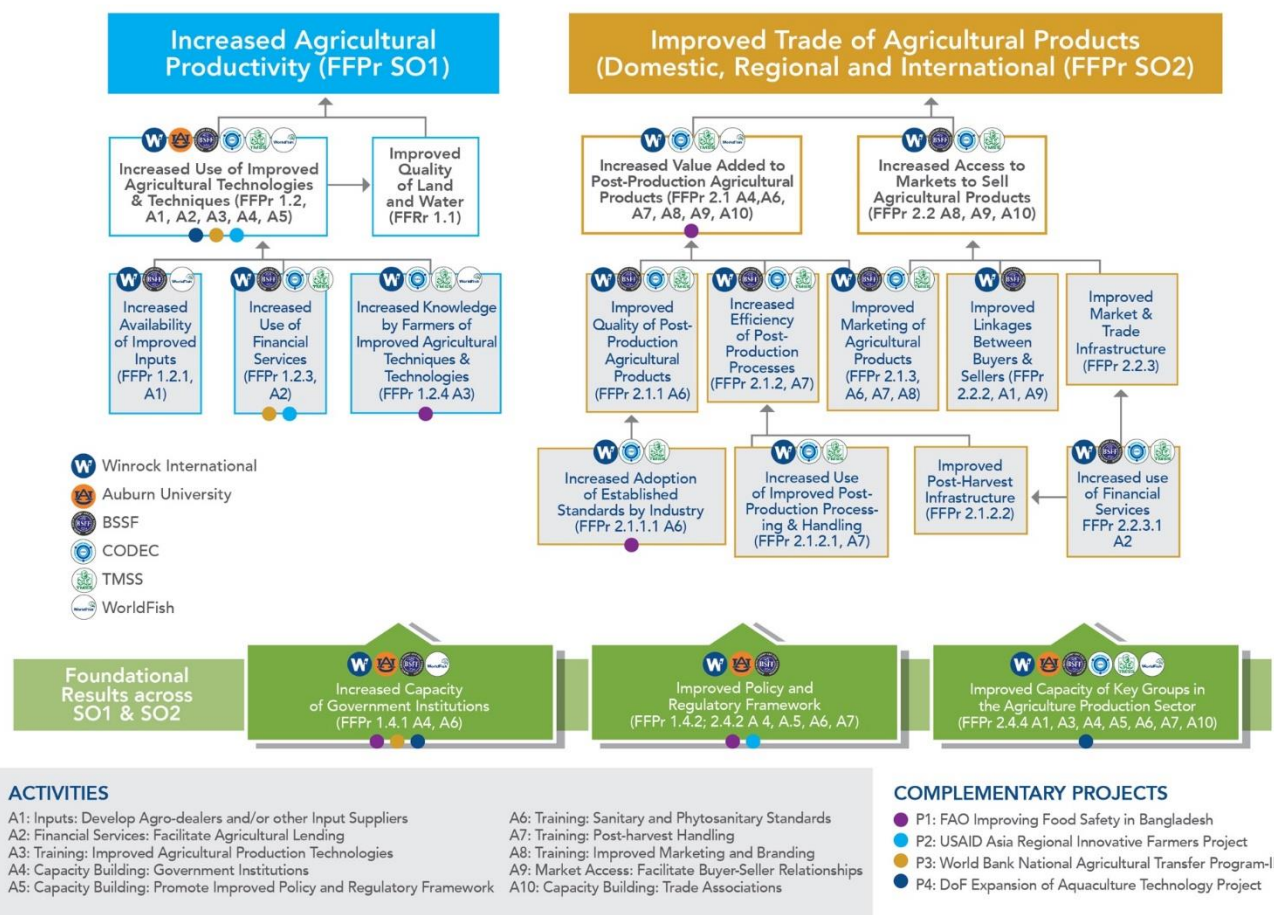 Increased Agricultural
Productivity (FFPr SO1)
Improved Trade of Agricultural Products
(Domestic, Regional and International (FFPr SO2)
Increased Use of Improved
Agricultural Technologies
& Techniques (FFPr 1.2,
A1, A2, A3, A4, A5)
Improved
Quality
of Land
and Water
(FFRr 1.1)
Increased Value Added to
Post-Production Agricultural
Products (FFPr 2.1 A4,A6,
A7, A8, A9, A10)
Increased Access to
Markets to Sell
Agricultural Products
(FFPr 2.2 A8, A9, A10)
Increased
Availability
of Improved
Inputs
(FFPr 1.2.1,
A1)
Increased
Use of
Financial
Services
(FFPr 1.2.3,
A2)
Increased Knowledge
by Farmers of
Improved Agricultural
Techniques &
Technologies
(FFPr 1.2.4 A3)
Improved
Quality of Post-
Production
Agricultural
Products
(FFPr 2.1.1 A6)
Increased
Efficiency
of Post-
Production
Processes
(FFPr 2.1.2, A7)
Improved
Marketing of
Agricultural
Products
(FFPr 2.1.3,
A6, A7, A8)
Improved
Linkages
Between
Buyers &
Sellers (FFPr
2.2.2, A1, A9)
Improved
Market &
Trade
Infrastructure
(FFPr 2.2.3)
Increased Adoption
of Established
Standards by Industry
(FFPr 2.1.1.1 A6)
Increased Use
of Improved Post-
Production Process-
ing & Handling
(FFPr 2.1.2.1, A7)
Improved
Post-Harvest
Infrastructure
(FFPr 2.1.2.2)
Increased use
of Financial
Services
FFPr 2.2.3.1
A2
Winrock International
Auburn University
BSSF
CODEC
TMSS
WorldFish
Foundational
Results across
SO1 & SO2
Increased Capacity
of Government Institutions
(FFPr 1.4.1 A4, A6)
Improved Policy and
Regulatory Framework
(FFPr 1.4.2; 2.4.2 A 4, A.5, A6, A7)
Improved Capacity of Key Groups in
the Agriculture Production Sector
(FFPr 2.4.4 A1, A3, A4, A5, A6, A7, A10)
ACTIVITIES
A1: Inputs: Develop Agro-dealers and/or other Input Suppliers
A2: Financial Services: Facilitate Agricultural Lending
A3: Training: Improved Agricultural Production Technologies
A4: Capacity Building: Government Institutions
A5: Capacity Building: Promote Improved Policy and Regulatory Framework
A6: Training: Sanitary and Phytosanitary Standards
A7: Training: Post-harvest Handling
A8: Training: Improved Marketing and Branding
A9: Market Access: Facilitate Buyer-Seller Relationships
A10: Capacity Building: Trade Associations
COMPLEMENTARY PROJECTS
P1: FAO Improving Food Safety in Bangladesh
P2: USAID Asia Regional Innovative Farmers Project
P3: World Bank National Agricultural Transfer Program-II
P4: DoF Expansion of Aquaculture Technology Project